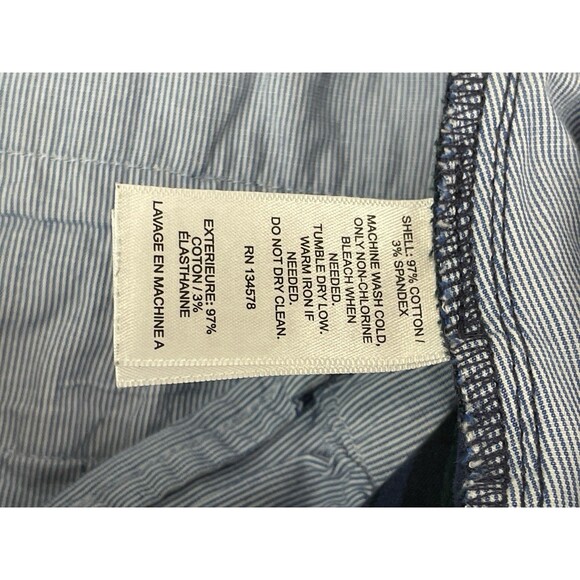 SHELL: 97% COTTON /
3% SPANDEX
MACHINE WASH COLD.
ONLY NON-CHLORINE
BLEACH WHEN
NEEDED.
TUMBLE DRY LOW.
WARM IRON IF
NEEDED.
DO NOT DRY CLEAN.
RN 134578
EXTERIEURE: 97%
COTON / 3%
ÉLASTHANNE
LAVAGE EN MACHINE A